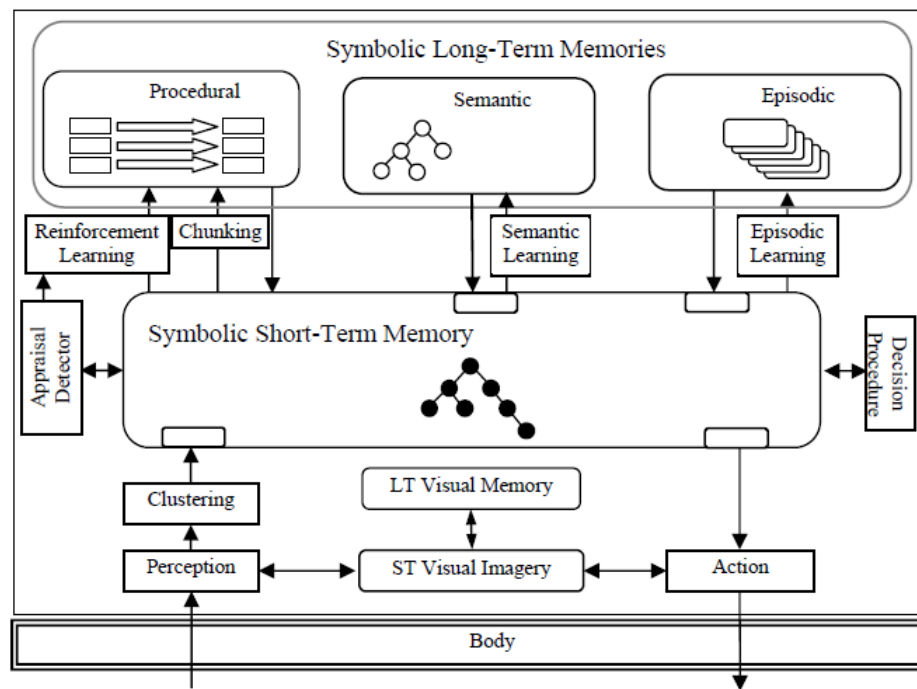 Symbolic Long-Term Memories
Procedural
Semantic
Episodic
Reinforcement
Learning
Chunking
Semantic
Learning
Episodic
Learning
Appraisal
Detector
Symbolic Short-Term Memory
Decision
Procedure
Clustering
LT Visual Memory
Perception
ST Visual Imagery
Action
Body